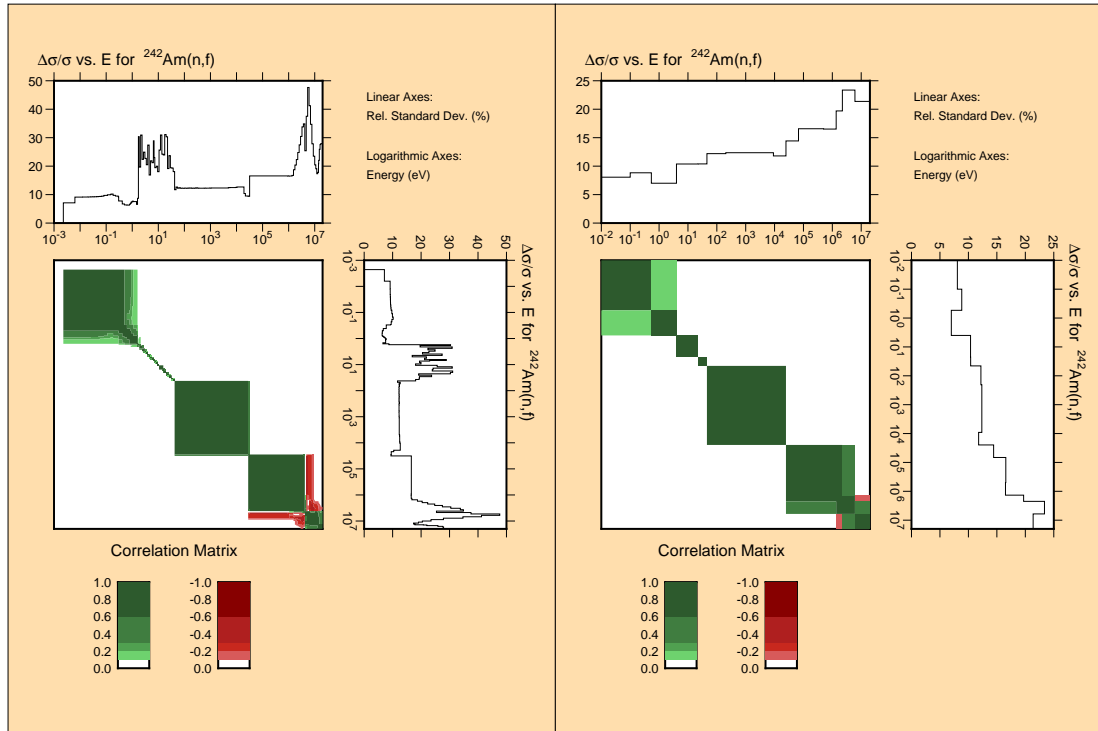 Δσ/σ vs. E for ²⁴²Am(n,f)
50
40
30
20
10
0
10⁻³ 10⁻¹ 10¹ 10³ 10⁵ 10⁷
Linear Axes:
Rel. Standard Dev. (%)
Logarithmic Axes:
Energy (eV)
0 10 20 30 40 50
10⁻³
10⁻¹
10¹
10³
10⁵
10⁷
Δσ/σ vs. E for ²⁴²Am(n,f)
Correlation Matrix
1.0 -1.0
0.8 -0.8
0.6 -0.6
0.4 -0.4
0.2 -0.2
0.0 0.0
Δσ/σ vs. E for ²⁴²Am(n,f)
25
20
15
10
5
0
10⁻² 10⁻¹ 10⁰ 10¹ 10² 10³ 10⁴ 10⁵ 10⁶ 10⁷
Linear Axes:
Rel. Standard Dev. (%)
Logarithmic Axes:
Energy (eV)
0 5 10 15 20 25
10⁻²
10⁻¹
10⁰
10¹
10²
10³
10⁴
10⁵
10⁶
10⁷
Δσ/σ vs. E for ²⁴²Am(n,f)
Correlation Matrix
1.0 -1.0
0.8 -0.8
0.6 -0.6
0.4 -0.4
0.2 -0.2
0.0 0.0